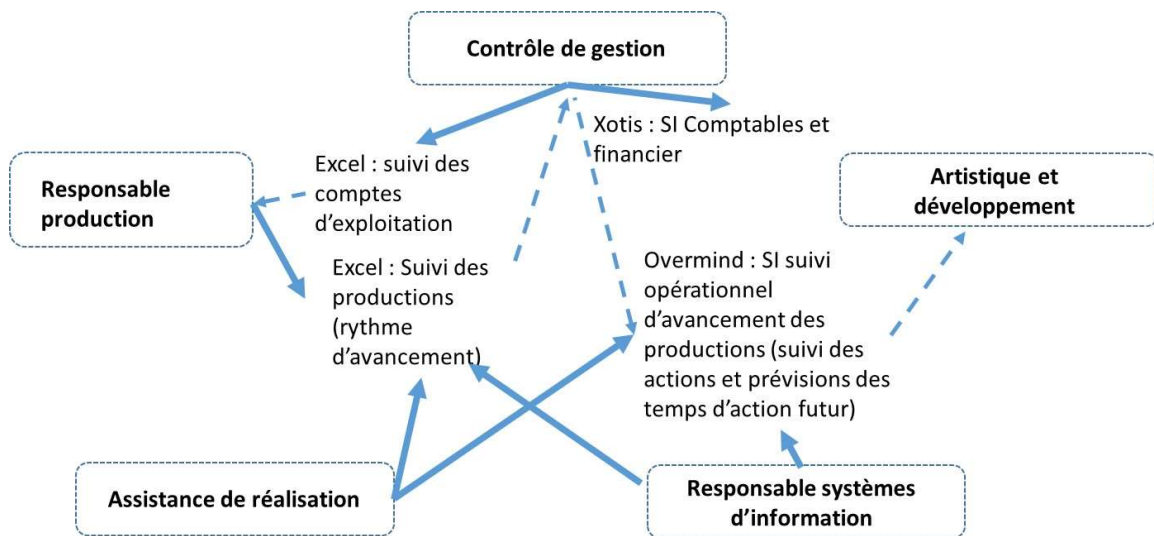 Contrôle de gestion
Xotis : SI Comptables et
financier
Excel : suivi des
comptes
d’exploitation
Responsable
production
Artistique et
développement
Excel : Suivi des
productions
(rythme
d’avancement)
Overmind : SI suivi
opérationnel
d’avancement des
productions (suivi des
actions et prévisions des
temps d’action futur)
Assistance de réalisation
Responsable systèmes
d’information